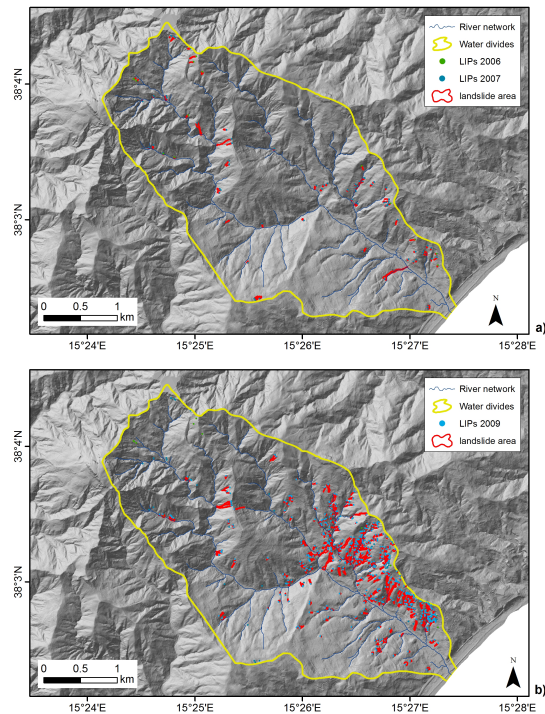 River network
Water divides
LIPs 2006
LIPs 2007
landslide area
38°4'N
38°3'N
0 0.5 1
km
N
a)
15°24'E 15°25'E 15°26'E 15°27'E 15°28'E
River network
Water divides
LIPs 2009
landslide area
38°4'N
38°3'N
0 0.5 1
km
N
b)
15°24'E 15°25'E 15°26'E 15°27'E 15°28'E